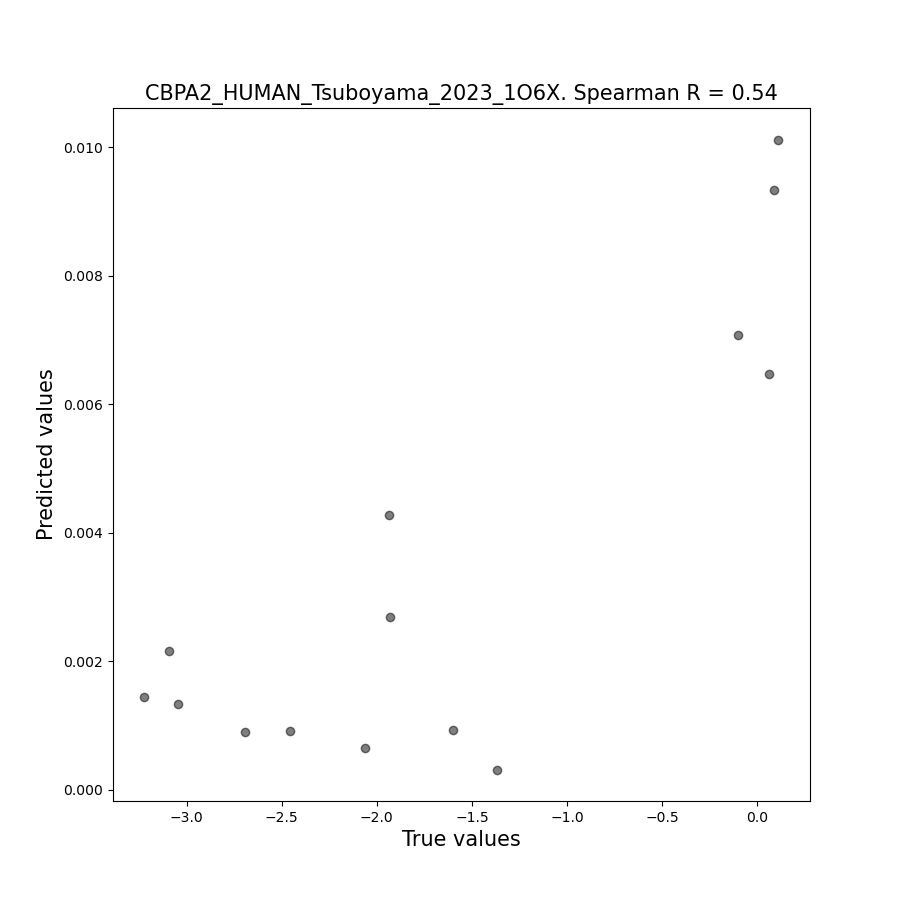 CBPA2_HUMAN_Tsuboyama_2023_1O6X. Spearman R = 0.54
0.010
0.008
0.006
0.004
0.002
0.000
Predicted values
−3.0 −2.5 −2.0 −1.5 −1.0 −0.5 0.0
True values